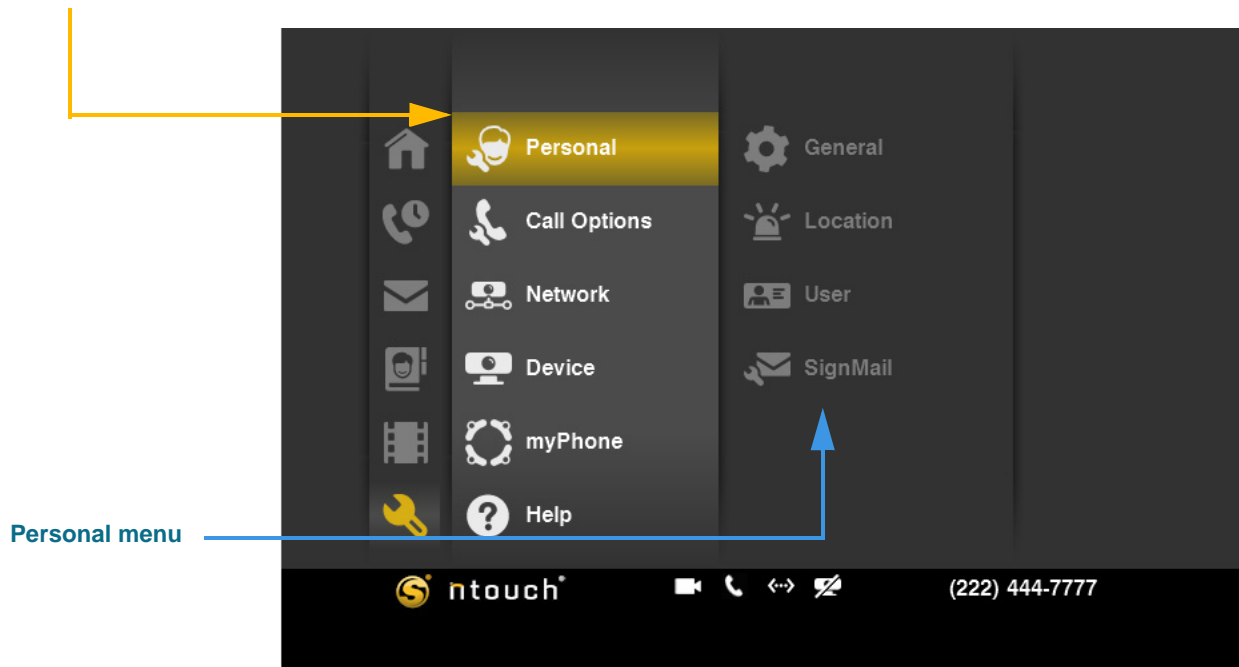 Personal
Call Options
Network
Device
myPhone
Help
General
Location
User
SignMail
Personal menu
S ntouch
(222) 444-7777